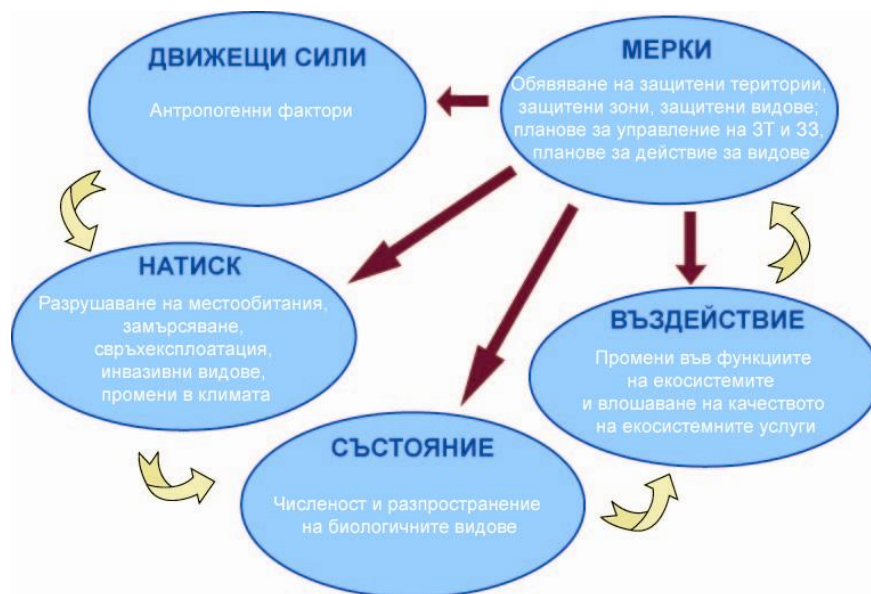 ДВИЖЕЩИ СИЛИ
Антропогенни фактори
МЕРКИ
Обявяване на защитени територии,
защитени зони, защитени видове;
планове за управление на ЗТ и ЗЗ,
планове за действие за видове
НАТИСК
Разрушаване на местообитания,
замърсяване,
свръхексплоатация,
инвазивни видове,
промени в климата
ВЪЗДЕЙСТВИЕ
Промени във функциите
на екосистемите
и влошаване на качеството
на екосистемните услуги
СЪСТОЯНИЕ
Численост и разпространение
на биологичните видове